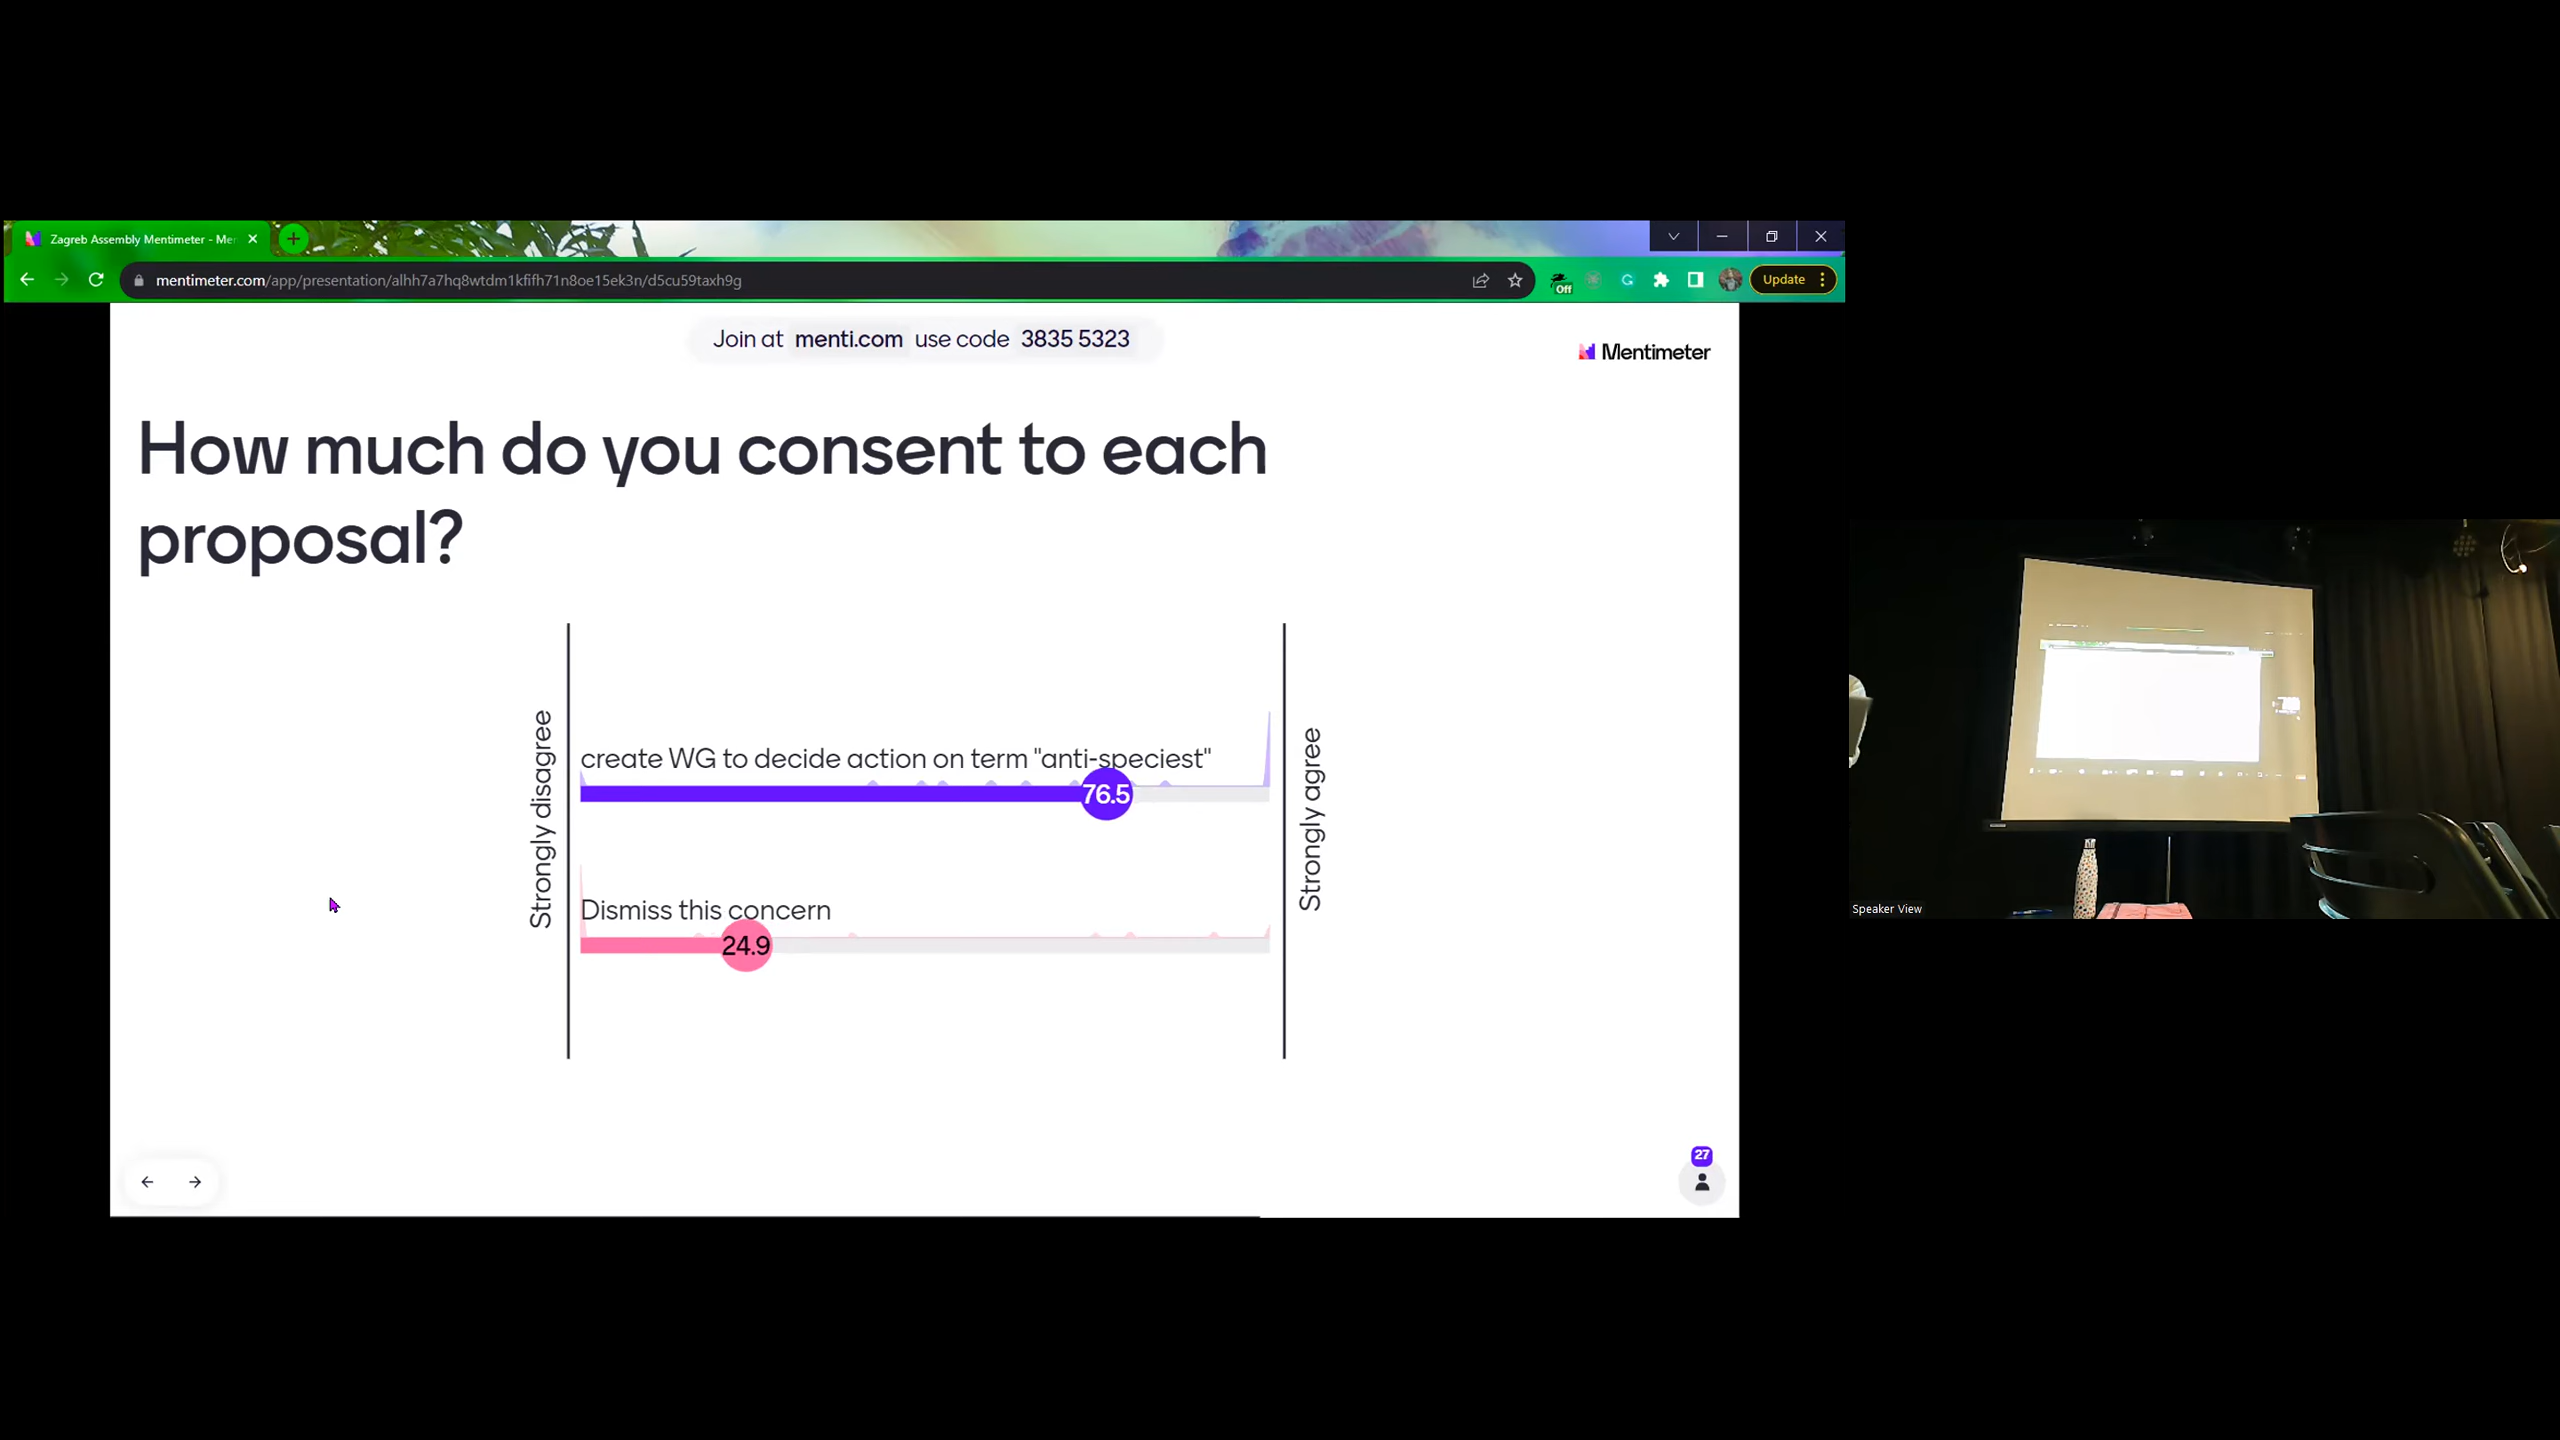 Zagreb Assembly Mentimeter - Me
mentimeter.com/app/presentation/alhh7a7hq8wtdm1kfifh71n8oe15ek3n/d5cu59taxh9g
Off
Update
Join at menti.com use code 3835 5323
Mentimeter
How much do you consent to each
proposal?
Strongly disagree
create WG to decide action on term "anti-speciest"
76.5
Dismiss this concern
24.9
Strongly agree
27
Speaker View